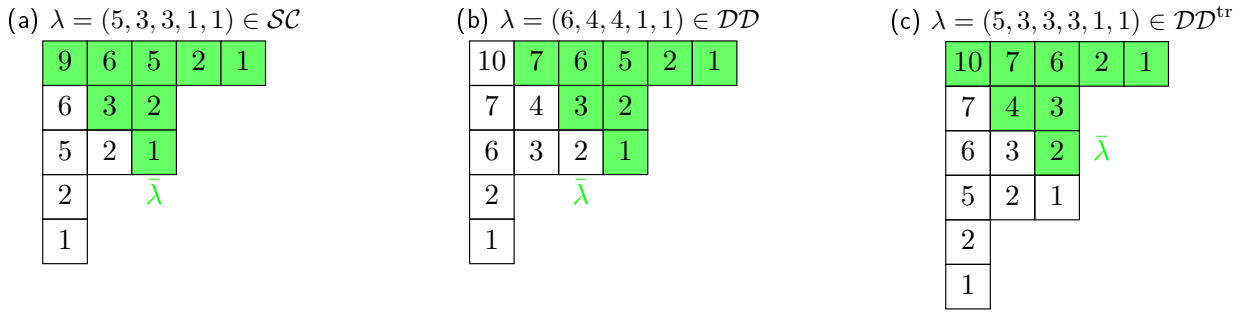 (a) λ = (5, 3, 3, 1, 1) ∈ SC
9 6 5 2 1
6 3 2
5 2 1
2
1
λ̄
(b) λ = (6, 4, 4, 1, 1) ∈ DD
10 7 6 5 2 1
7 4 3 2
6 3 2 1
2
1
λ̄
(c) λ = (5, 3, 3, 3, 1, 1) ∈ DD^tr
10 7 6 2 1
7 4 3
6 3 2
5 2 1
2
1
λ̄